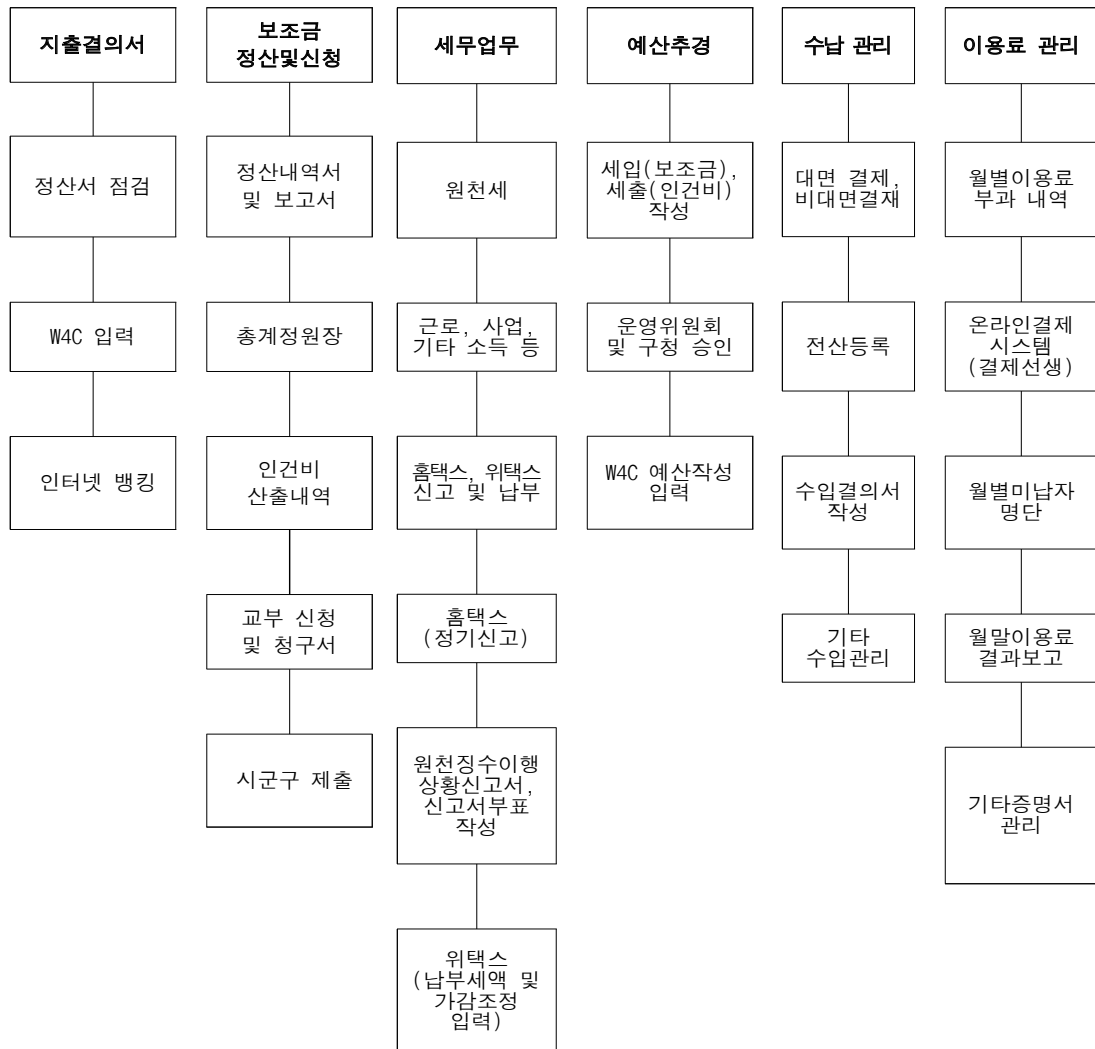 지출결의서
정산서 점검
W4C 입력
인터넷 뱅킹
보조금
정산및신청
정산내역서
및 보고서
총계정원장
인건비
산출내역
교부 신청
및 청구서
시군구 제출
세무업무
원천세
근로, 사업,
기타 소득 등
홈택스, 위택스
신고 및 납부
홈택스
(정기신고)
원천징수이행
상황신고서,
신고서부표
작성
위택스
(납부세액 및
가감조정
입력)
예산추경
세입(보조금),
세출(인건비)
작성
운영위원회
및 구청 승인
W4C 예산작성
입력
수납 관리
대면 결제,
비대면결재
전산등록
수입결의서
작성
기타
수입관리
이용료 관리
월별이용료
부과 내역
온라인결제
시스템
(결제선생)
월별미납자
명단
월말이용료
결과보고
기타증명서
관리